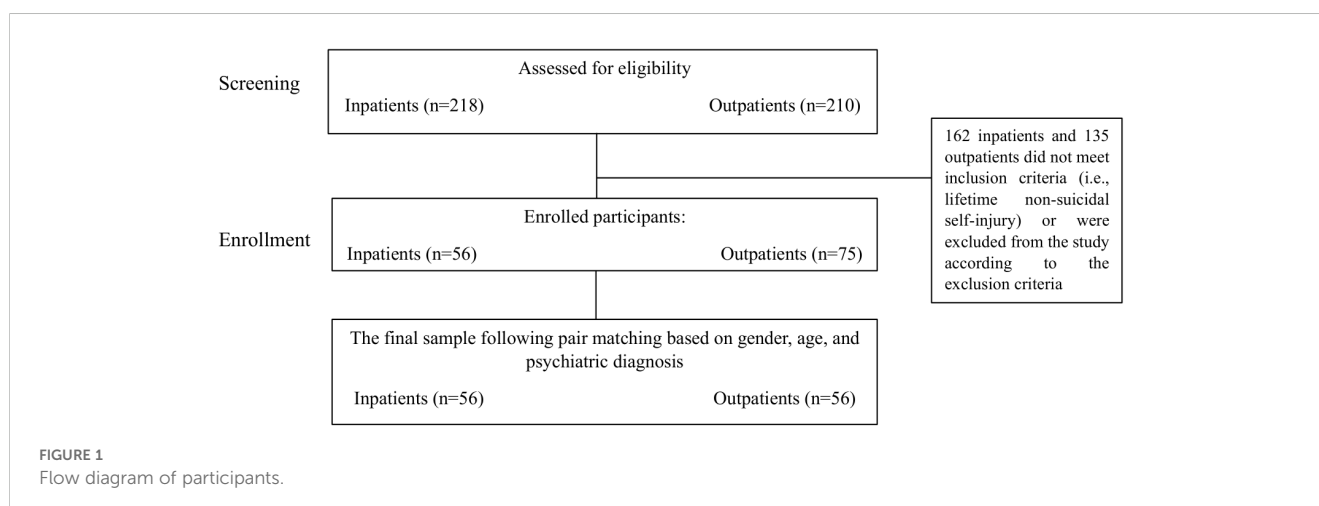 Screening
Assessed for eligibility
Inpatients (n=218) Outpatients (n=210)
162 inpatients and 135
outpatients did not meet
inclusion criteria (i.e.,
lifetime non-suicidal
self-injury) or were
excluded from the study
according to the
exclusion criteria
Enrollment
Enrolled participants:
Inpatients (n=56) Outpatients (n=75)
The final sample following pair matching based on gender, age, and
psychiatric diagnosis
Inpatients (n=56) Outpatients (n=56)
FIGURE 1
Flow diagram of participants.